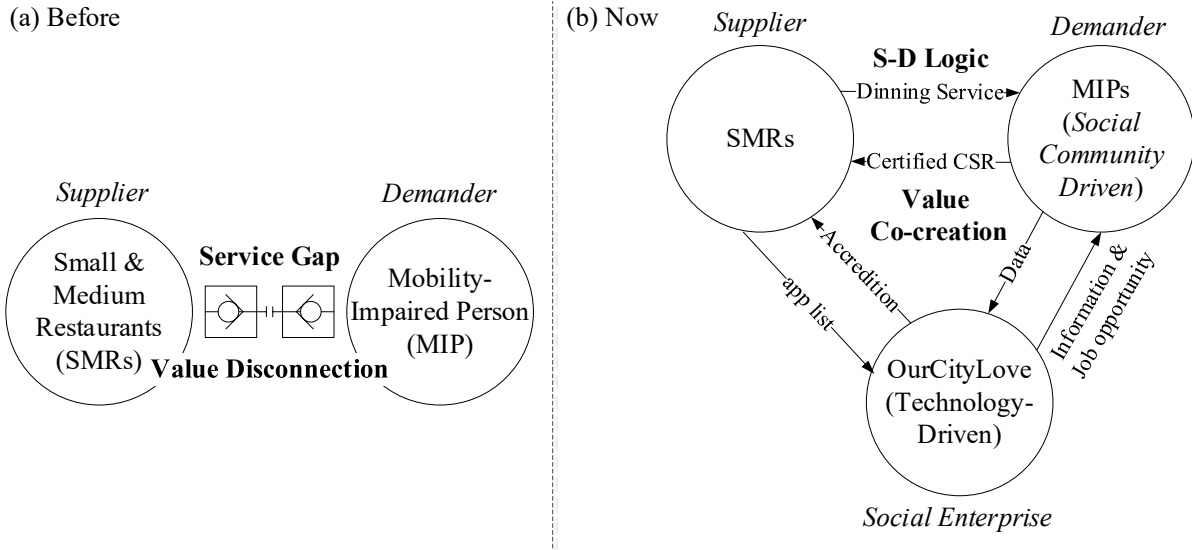 (a) Before
Supplier
Small &
Medium
Restaurants
(SMRs)
Service Gap
Value Disconnection
Demander
Mobility-
Impaired Person
(MIP)
(b) Now
Supplier
SMRs
S-D Logic
Dinning Service
Certified CSR
Value
Co-creation
Demander
MIPs
(Social
Community
Driven)
app list
Accredition
Data
Information &
Job opportunity
OurCityLove
(Technology-
Driven)
Social Enterprise